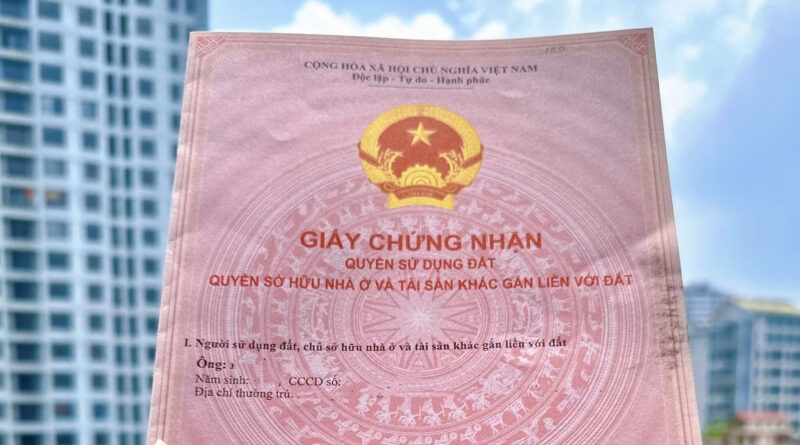 CỘNG HÒA XÃ HỘI CHỦ NGHĨA VIỆT NAM
Độc lập - Tự do - Hạnh phúc
GIẤY CHỨNG NHẬN
QUYỀN SỬ DỤNG ĐẤT
QUYỀN SỞ HỮU NHÀ Ở VÀ TÀI SẢN KHÁC GẮN LIỀN VỚI ĐẤT
I. Người sử dụng đất, chủ sở hữu nhà ở và tài sản khác gắn liền với đất
Ông:
Năm sinh: , CCCD số:
Địa chỉ thường trú: